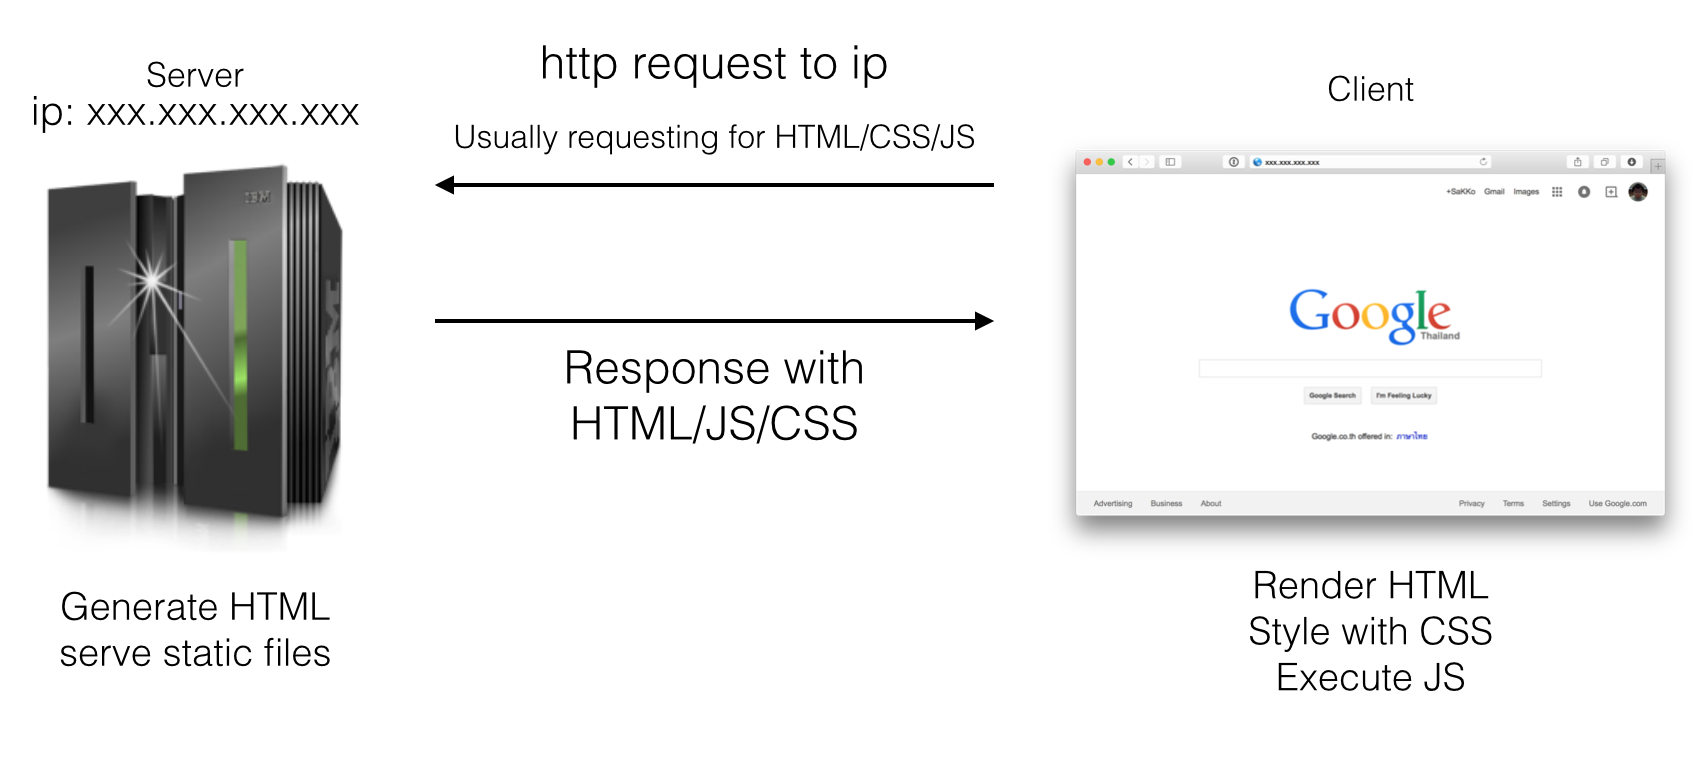 Server
ip: xxx.xxx.xxx.xxx
IBM
Generate HTML
serve static files
http request to ip
Usually requesting for HTML/CSS/JS
Response with
HTML/JS/CSS
Client
xxx.xxx.xxx.xxx
+SaKKo Gmail Images
Google
Thailand
Google Search I'm Feeling Lucky
Google.co.th offered in: ภาษาไทย
Advertising Business About Privacy Terms Settings Use Google.com
Render HTML
Style with CSS
Execute JS